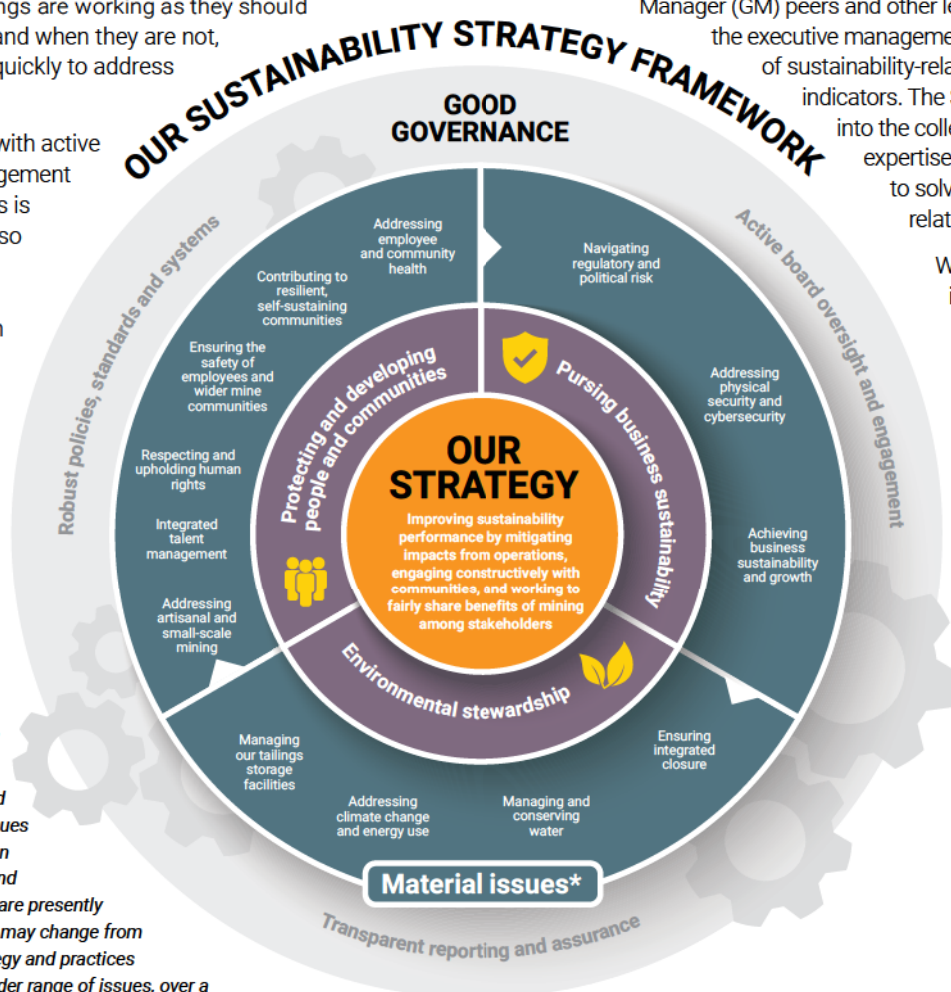 ngs are working as they should
and when they are not,
quickly to address
with active
gement
s is
so
Manager (GM) peers and other le
the executive manageme
of sustainability-rela
indicators. The
into the colle
expertise
to solv
relat
W
OUR SUSTAINABILITY STRATEGY FRAMEWORK
GOOD
GOVERNANCE
Robust policies, standards and systems
Active board oversight and engagement
Addressing
employee
and community
health
Contributing to
resilient,
self-sustaining
communities
Ensuring the
safety of
employees and
wider mine
communities
Respecting and
upholding human
rights
Integrated
talent
management
Addressing
artisanal and
small-scale
mining
Navigating
regulatory and
political risk
Addressing
physical
security and
cybersecurity
Achieving
business
sustainability
and growth
Protecting and developing
people and communities
Pursing business sustainability
Environmental stewardship
OUR
STRATEGY
Improving sustainability
performance by mitigating
impacts from operations,
engaging constructively with
communities, and working to
fairly share benefits of mining
among stakeholders
Managing
our tailings
storage
facilities
Addressing
climate change
and energy use
Managing and
conserving
water
Ensuring
integrated
closure
Material issues*
Transparent reporting and assurance
ues
n
nd
are presently
may change from
egy and practices
der range of issues, over a